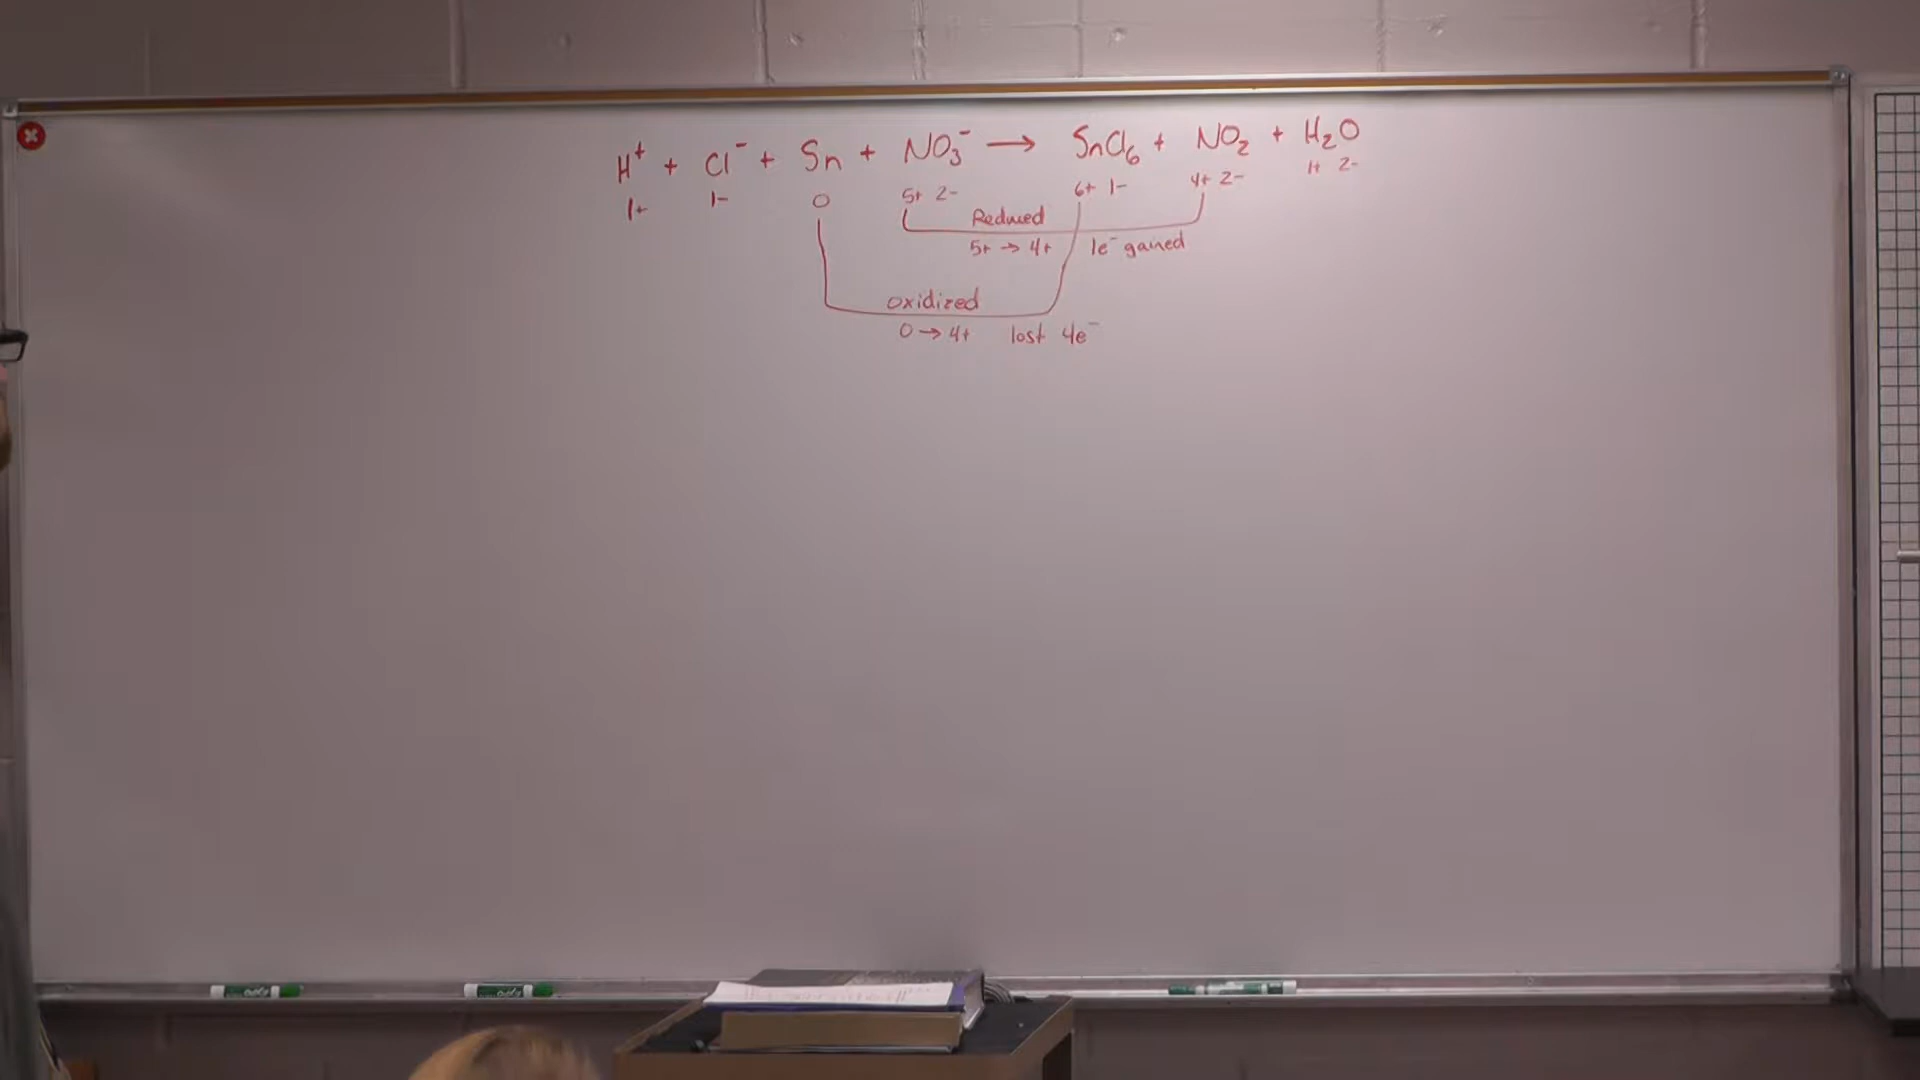 H⁺ + Cl⁻ + Sn + NO₃⁻ → SnCl₆ + NO₂ + H₂O
1+ 1- 0 5+ 2- 6+ 1- 4+ 2- 1+ 2-
Reduced
5+ → 4+ 1e⁻ gained
oxidized
0 → 4+ lost 4e⁻